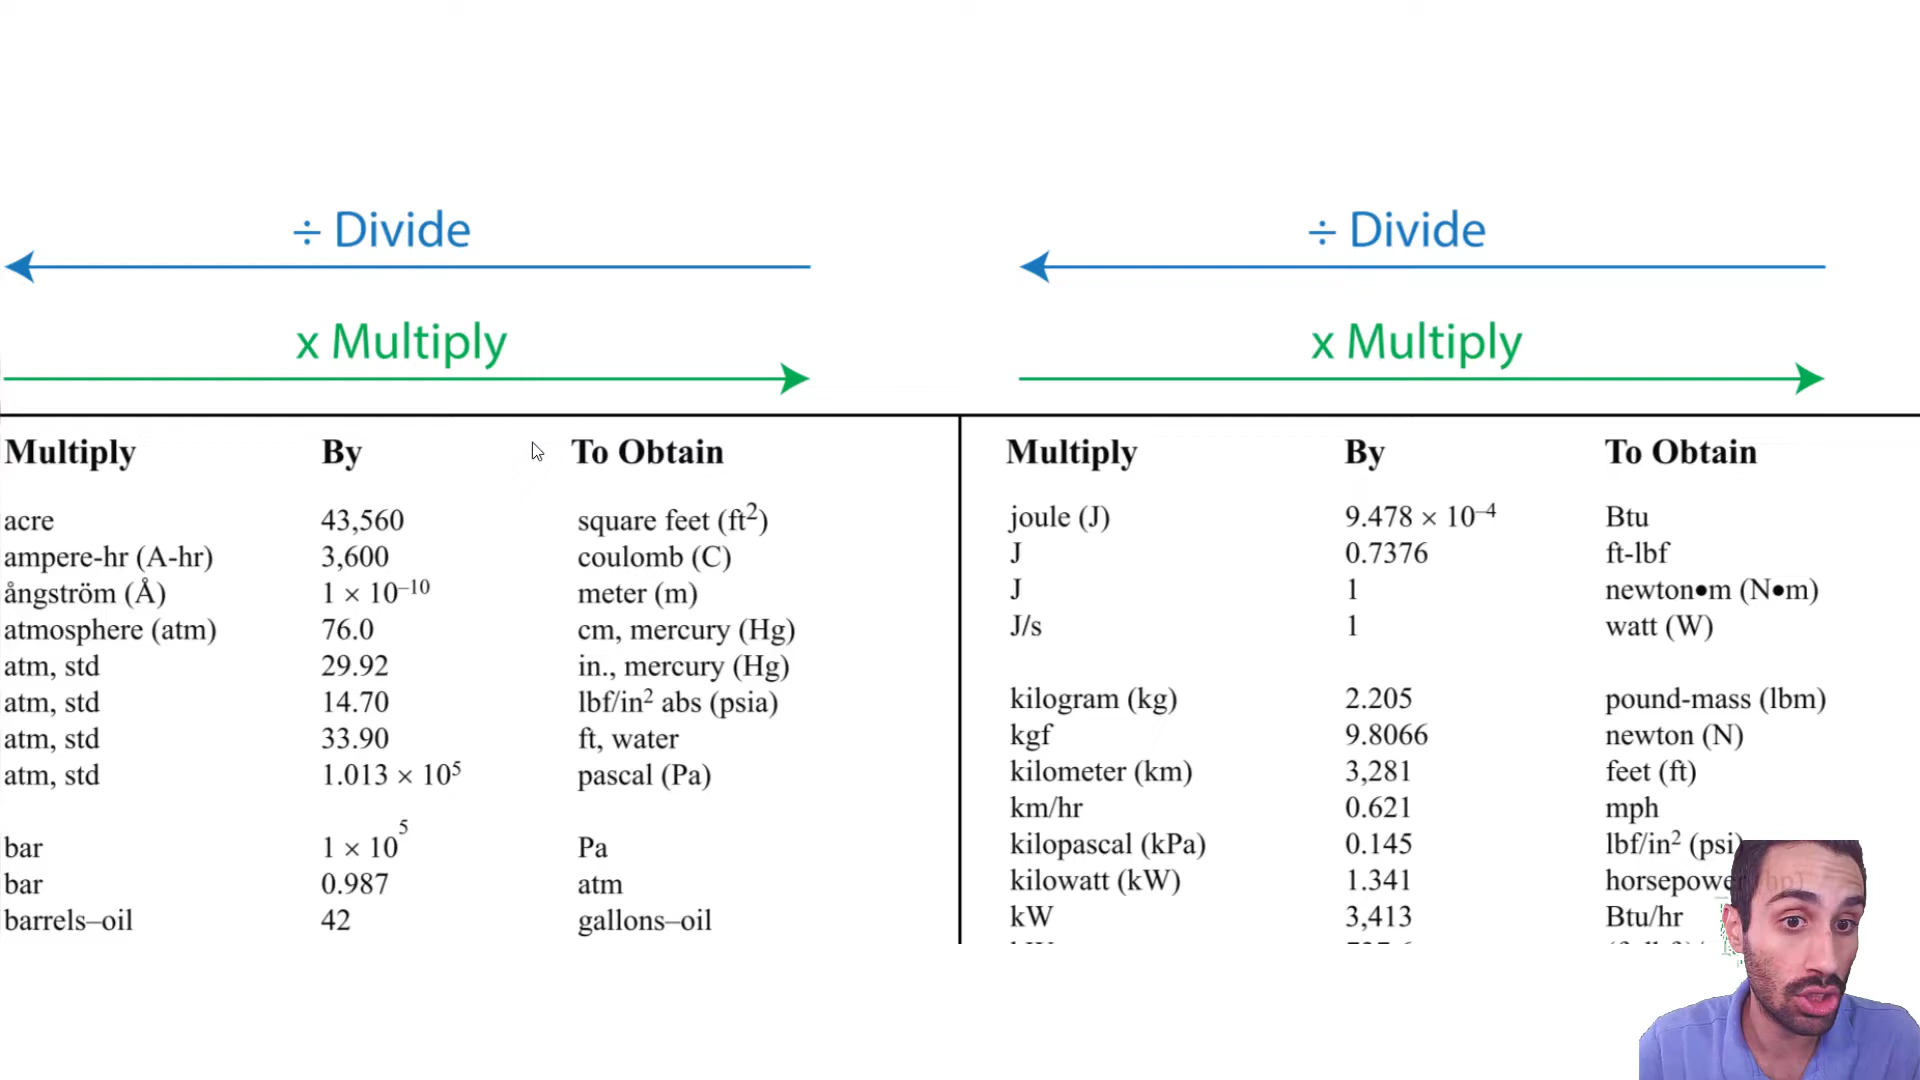 ÷ Divide
x Multiply
Multiply By To Obtain
acre 43,560 square feet (ft²)
ampere-hr (A-hr) 3,600 coulomb (C)
ångström (Å) 1 × 10⁻¹⁰ meter (m)
atmosphere (atm) 76.0 cm, mercury (Hg)
atm, std 29.92 in., mercury (Hg)
atm, std 14.70 lbf/in² abs (psia)
atm, std 33.90 ft, water
atm, std 1.013 × 10⁵ pascal (Pa)
bar 1 × 10⁵ Pa
bar 0.987 atm
barrels–oil 42 gallons–oil
÷ Divide
x Multiply
Multiply By To Obtain
joule (J) 9.478 × 10⁻⁴ Btu
J 0.7376 ft-lbf
J 1 newton•m (N•m)
J/s 1 watt (W)
kilogram (kg) 2.205 pound-mass (lbm)
kgf 9.8066 newton (N)
kilometer (km) 3,281 feet (ft)
km/hr 0.621 mph
kilopascal (kPa) 0.145 lbf/in² (psi)
kilowatt (kW) 1.341 horsepower (hp)
kW 3,413 Btu/hr